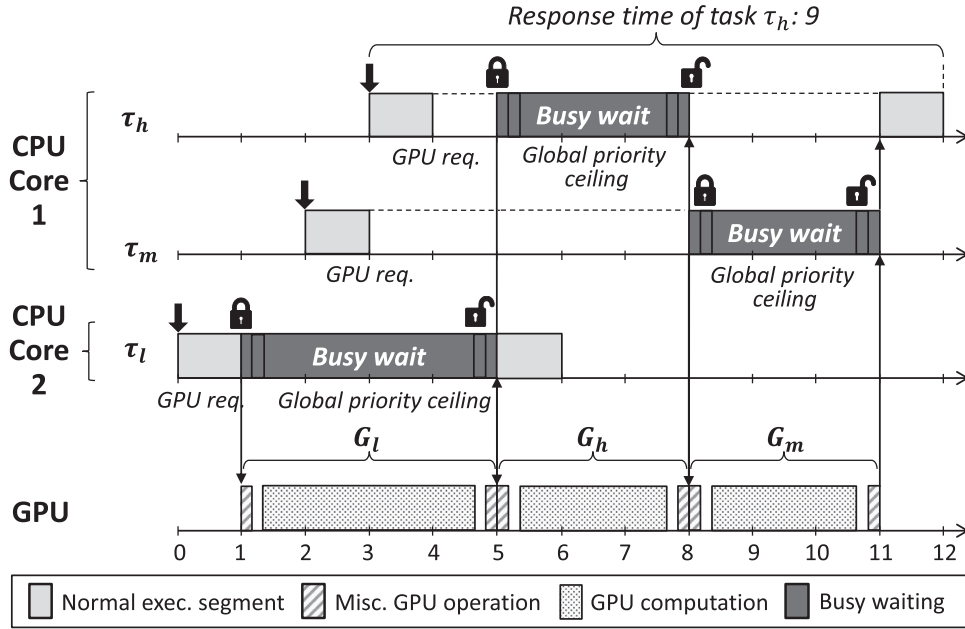 Response time of task τh: 9
CPU
Core
1
τh
Busy wait
GPU req.
Global priority
ceiling
τm
Busy wait
GPU req.
Global priority
ceiling
CPU
Core
2
τl
Busy wait
GPU req.
Global priority ceiling
Gl
Gh
Gm
GPU
0 1 2 3 4 5 6 7 8 9 10 11 12
Normal exec. segment
Misc. GPU operation
GPU computation
Busy waiting